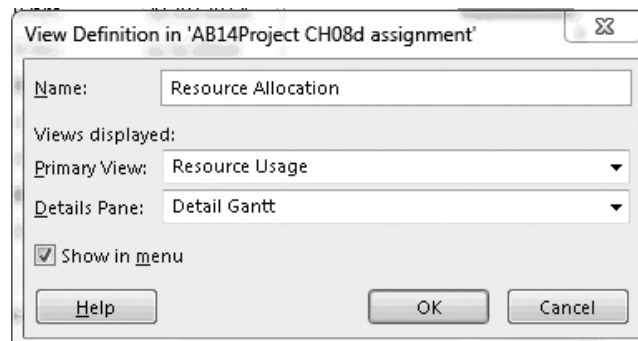 View Definition in 'AB14Project CH08d assignment'
Name: Resource Allocation
Views displayed:
Primary View: Resource Usage
Details Pane: Detail Gantt
Show in menu
Help OK Cancel